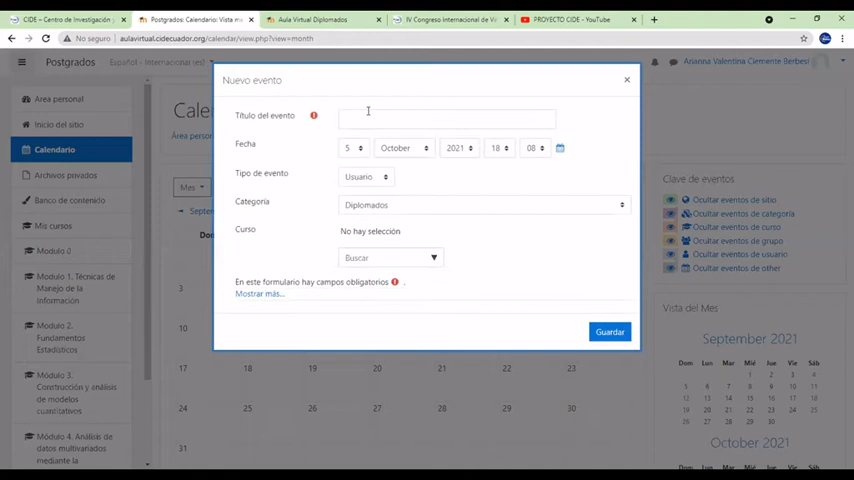 CIDE – Centro de Investigación y
Postgrados: Calendario: Vista me
Aula Virtual Diplomados
IV Congreso Internacional de Vi
PROYECTO CIDE - YouTube
No seguro
aulavirtual.cidecuador.org/calendar/view.php?view=month
Postgrados
Español - Internacional (es)
Arianna Valentina Clemente Berbesi
Area personal
Inicio del sitio
Calendario
Archivos privados
Banco de contenido
Mis cursos
Modulo 0
Módulo 1. Técnicas de
Manejo de la
Información
Módulo 2.
Fundamentos
Estadísticos
Módulo 3.
Construcción y análisis
de modelos
cuantitativos
Módulo 4. Análisis de
datos multivariados
mediante la
Área person
Mes
Nuevo evento
Título del evento
Fecha
5
October
2021
18
08
Tipo de evento
Usuario
Categoría
Diplomados
Curso
No hay selección
Buscar
En este formulario hay campos obligatorios
.
Mostrar más...
Guardar
3
10
17
18
19
20
21
22
23
24
25
26
27
28
29
30
31
Clave de eventos
Ocultar eventos de sitio
Ocultar eventos de categoría
Ocultar eventos de curso
Ocultar eventos de grupo
Ocultar eventos de usuario
Ocultar eventos de other
Vista del Mes
September 2021
Dom Lun Mar Mié Jue Vie Sáb
1 2 3 4
5 6 7 8 9 10 11
12 13 14 15 16 17 18
19 20 21 22 23 24 25
26 27 28 29 30
October 2021
Dom Lun Mar Mié Jue Vie Sáb